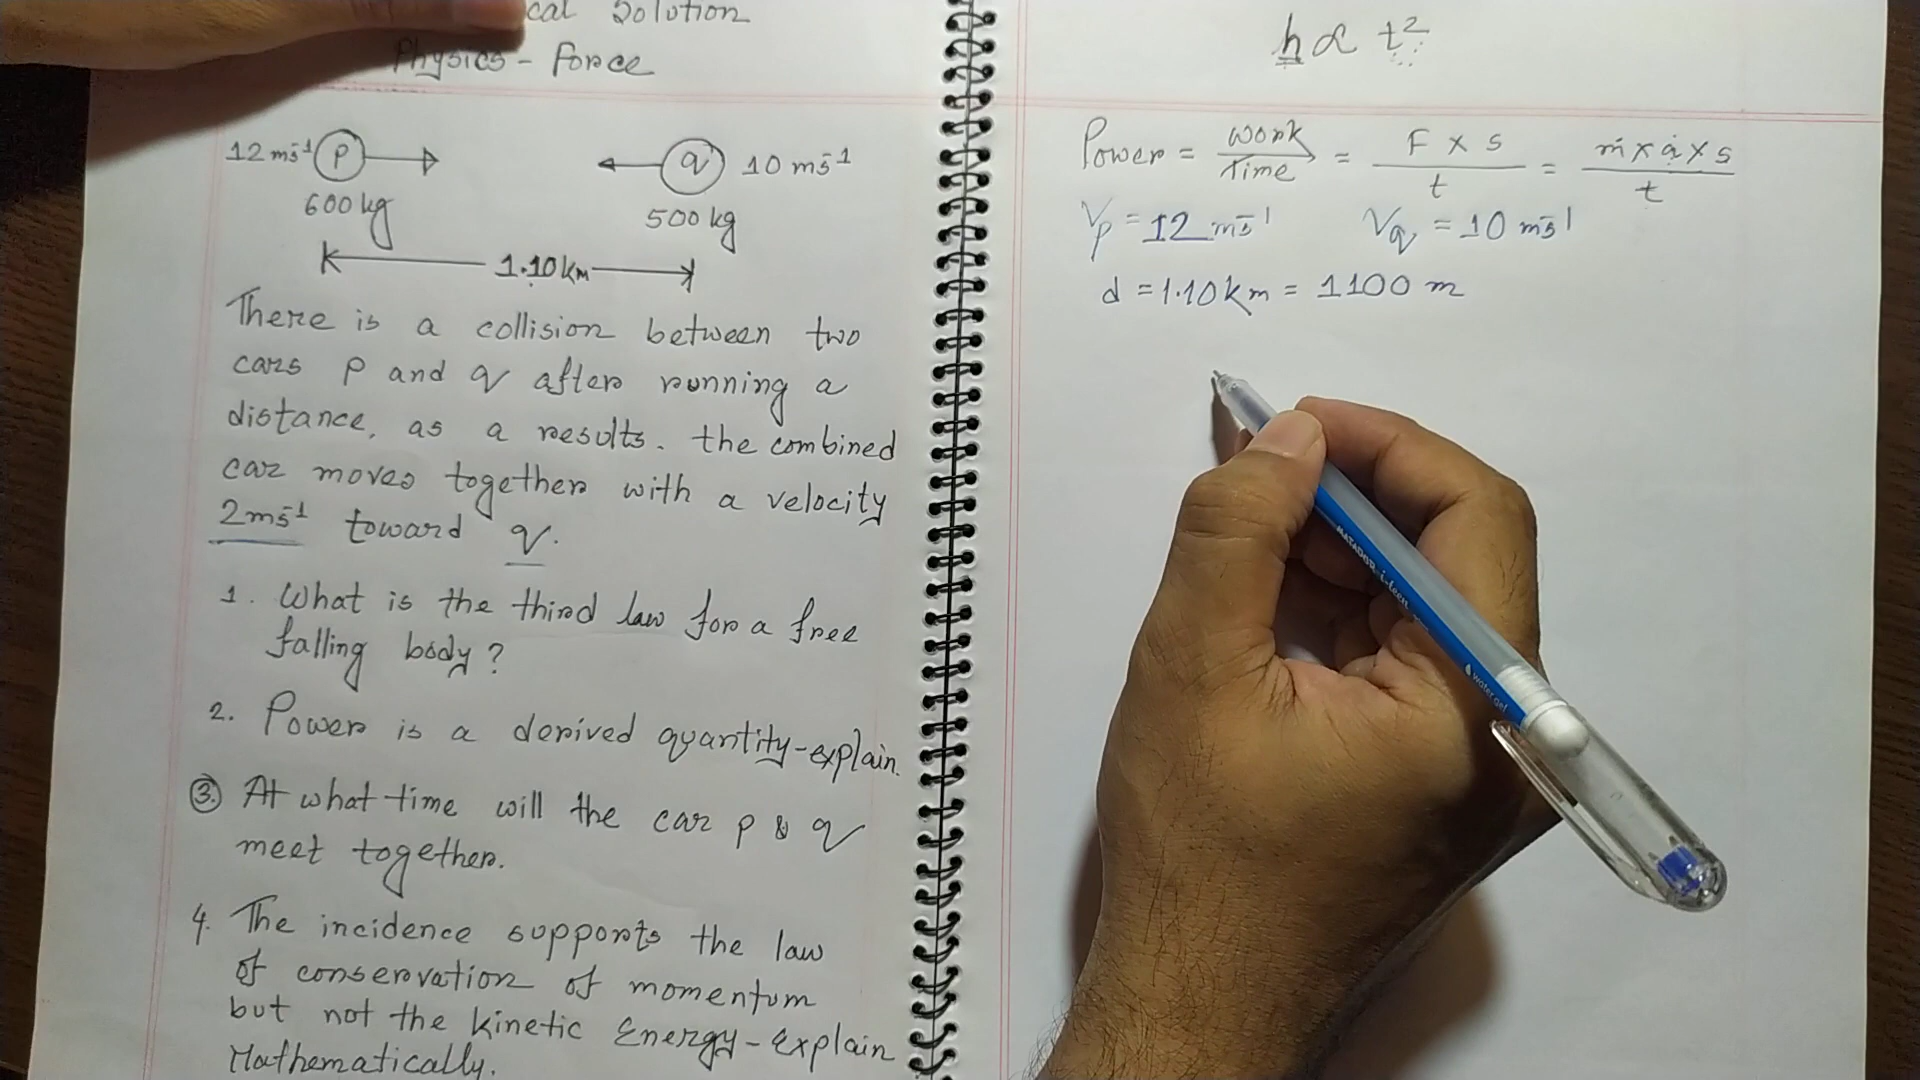 cal Solution
Physics - Force
12 ms⁻¹ P q 10 ms⁻¹
600 kg 500 kg
1.10 km
There is a collision between two
cars P and q after running a
distance, as a results. the combined
car moves together with a velocity
2ms⁻¹ toward q.
1. What is the third law for a free
falling body?
2. Power is a derived quantity-explain.
③ At what time will the car p & q
meet together.
4. The incidence supports the law
of conservation of momentum
but not the kinetic Energy-Explain
Mathematically.
h ∝ t²
Power = work/Time = F × s/t = m × a × s/t
Vp = 12 ms⁻¹ Vq = 10 ms⁻¹
d = 1.10 km = 1100 m
MATADOR i-teen
water gel